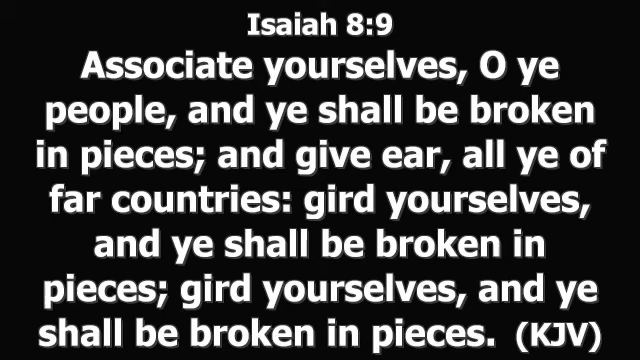 Isaiah 8:9
Associate yourselves, O ye
people, and ye shall be broken
in pieces; and give ear, all ye of
far countries: gird yourselves,
and ye shall be broken in
pieces; gird yourselves, and ye
shall be broken in pieces. (KJV)